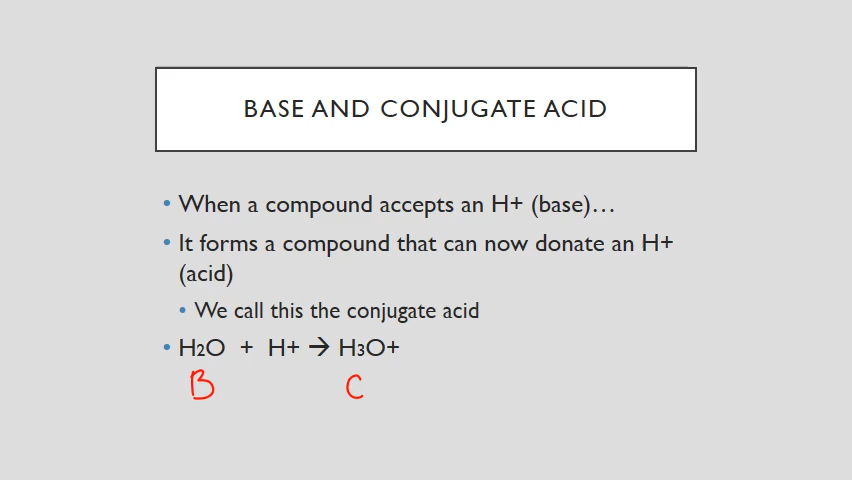 BASE AND CONJUGATE ACID
• When a compound accepts an H+ (base)…
• It forms a compound that can now donate an H+
(acid)
• We call this the conjugate acid
• H2O + H+ → H3O+
B C